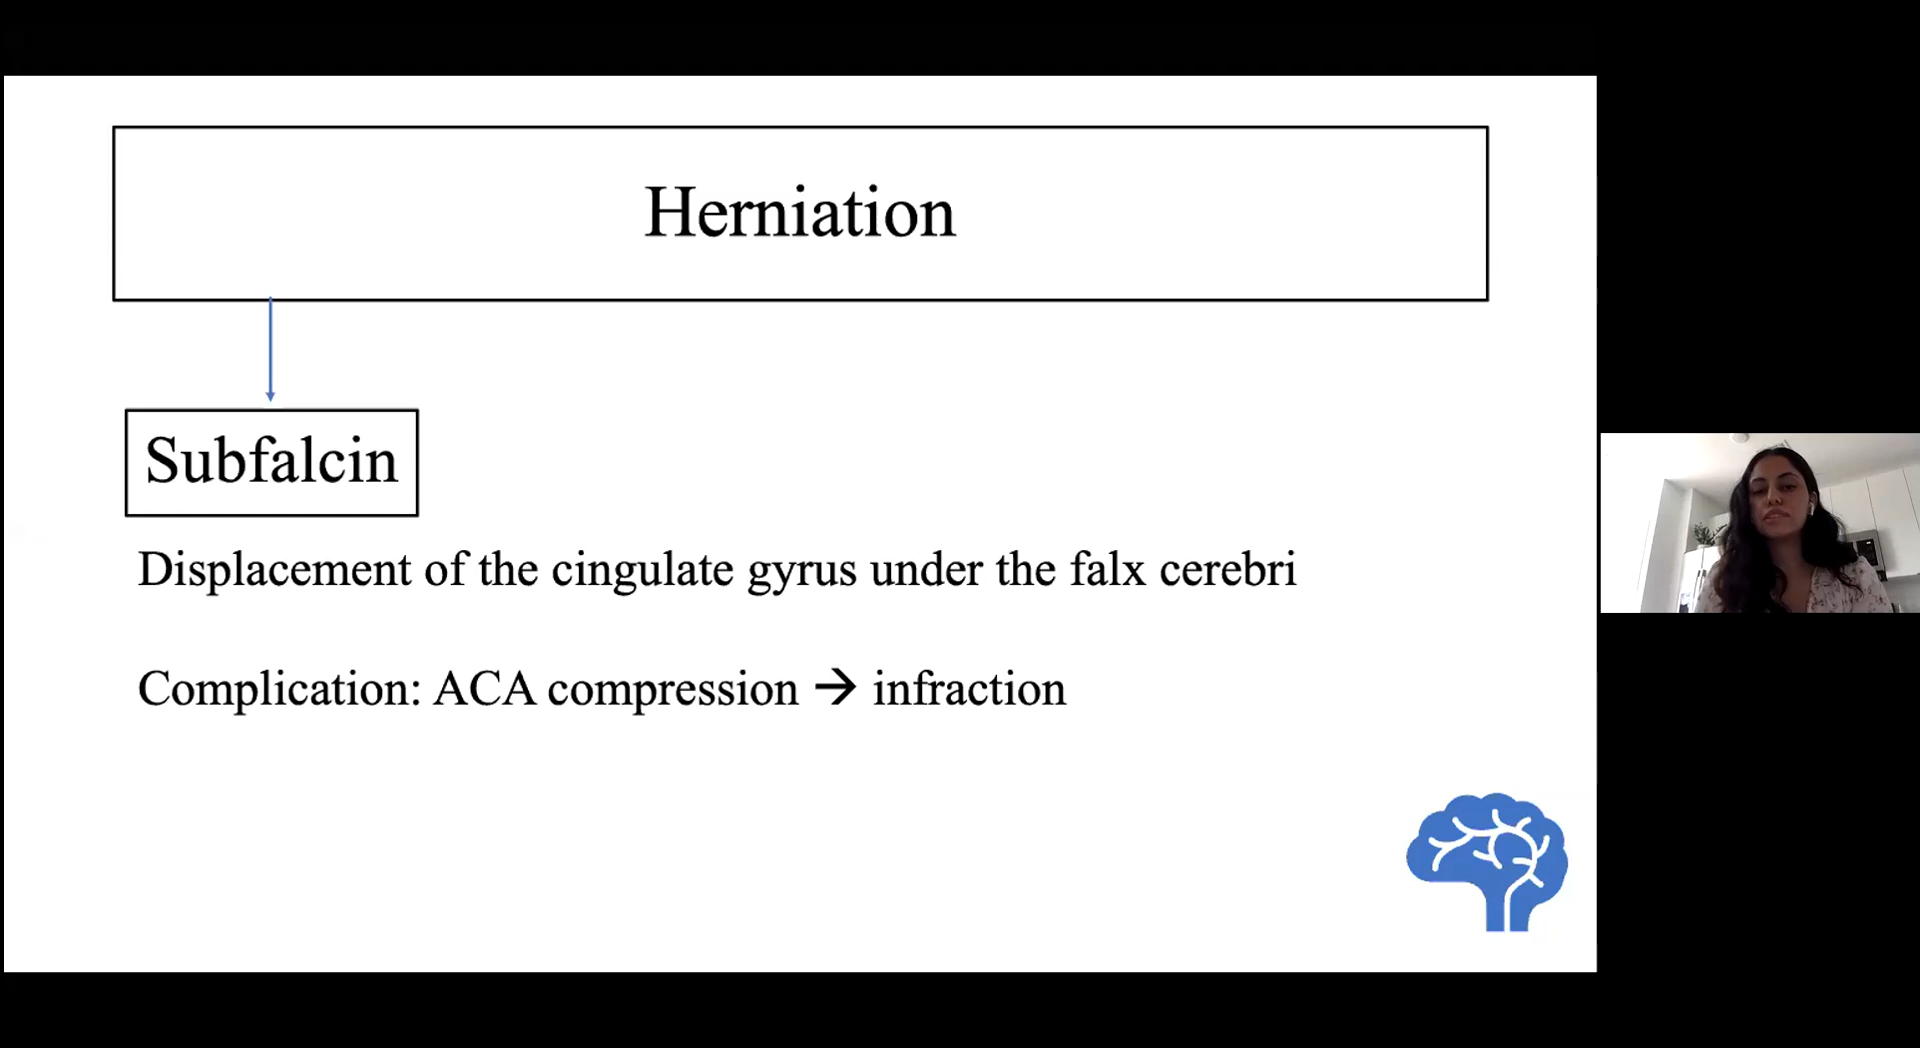 Herniation
Subfalcin
Displacement of the cingulate gyrus under the falx cerebri
Complication: ACA compression → infraction